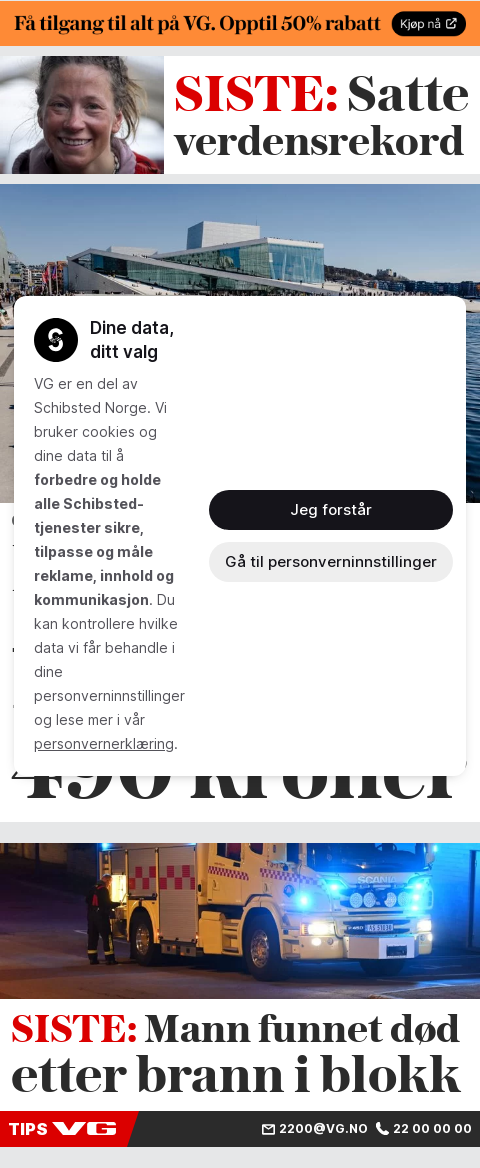 Få tilgang til alt på VG. Opptil 50% rabatt
Kjøp nå
SISTE: Satte
verdensrekord
Dine data,
ditt valg
VG er en del av
Schibsted Norge. Vi
bruker cookies og
dine data til å
forbedre og holde
alle Schibsted-
tjenester sikre,
tilpasse og måle
reklame, innhold og
kommunikasjon. Du
kan kontrollere hvilke
data vi får behandle i
dine
personverninnstillinger
og lese mer i vår
personvernerklæring.
Jeg forstår
Gå til personverninnstillinger
490 kroner
SCANIA
SISTE: Mann funnet død
etter brann i blokk
TIPS VG
2200@VG.NO
22 00 00 00